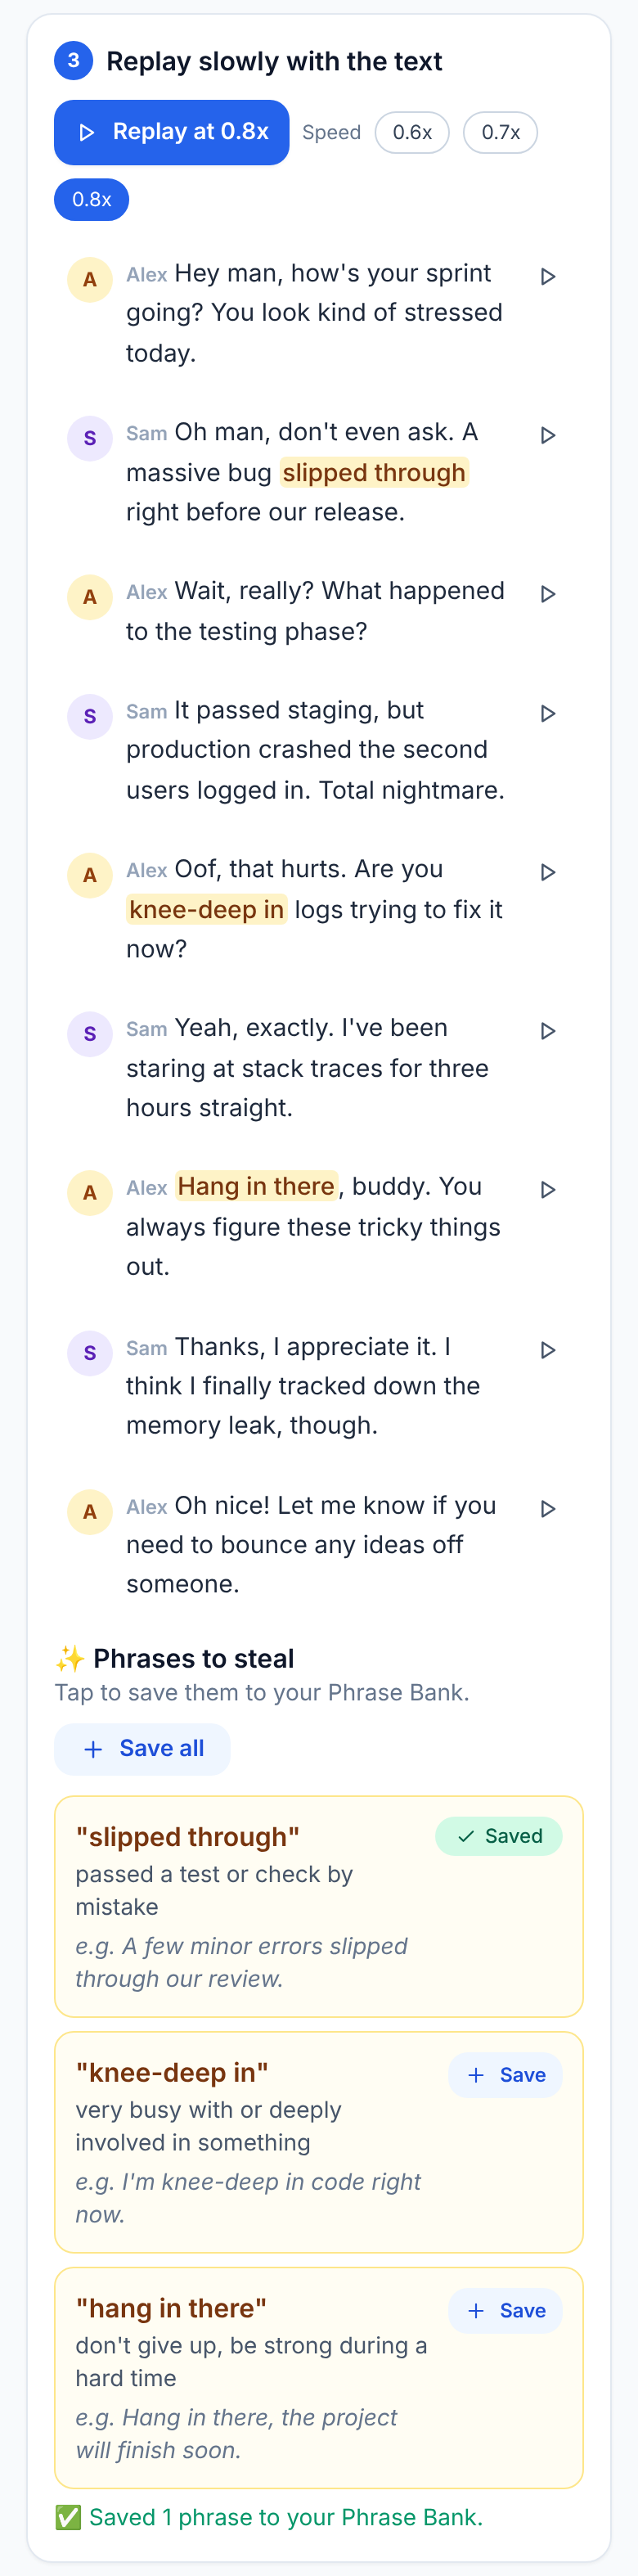 3 Replay slowly with the text
Replay at 0.8x Speed 0.6x 0.7x
0.8x
A Alex Hey man, how's your sprint
going? You look kind of stressed
today.
S Sam Oh man, don't even ask. A
massive bug slipped through
right before our release.
A Alex Wait, really? What happened
to the testing phase?
S Sam It passed staging, but
production crashed the second
users logged in. Total nightmare.
A Alex Oof, that hurts. Are you
knee-deep in logs trying to fix it
now?
S Sam Yeah, exactly. I've been
staring at stack traces for three
hours straight.
A Alex Hang in there, buddy. You
always figure these tricky things
out.
S Sam Thanks, I appreciate it. I
think I finally tracked down the
memory leak, though.
A Alex Oh nice! Let me know if you
need to bounce any ideas off
someone.
✨ Phrases to steal
Tap to save them to your Phrase Bank.
+ Save all
"slipped through" ✓ Saved
passed a test or check by
mistake
e.g. A few minor errors slipped
through our review.
"knee-deep in" + Save
very busy with or deeply
involved in something
e.g. I'm knee-deep in code right
now.
"hang in there" + Save
don't give up, be strong during a
hard time
e.g. Hang in there, the project
will finish soon.
✅ Saved 1 phrase to your Phrase Bank.